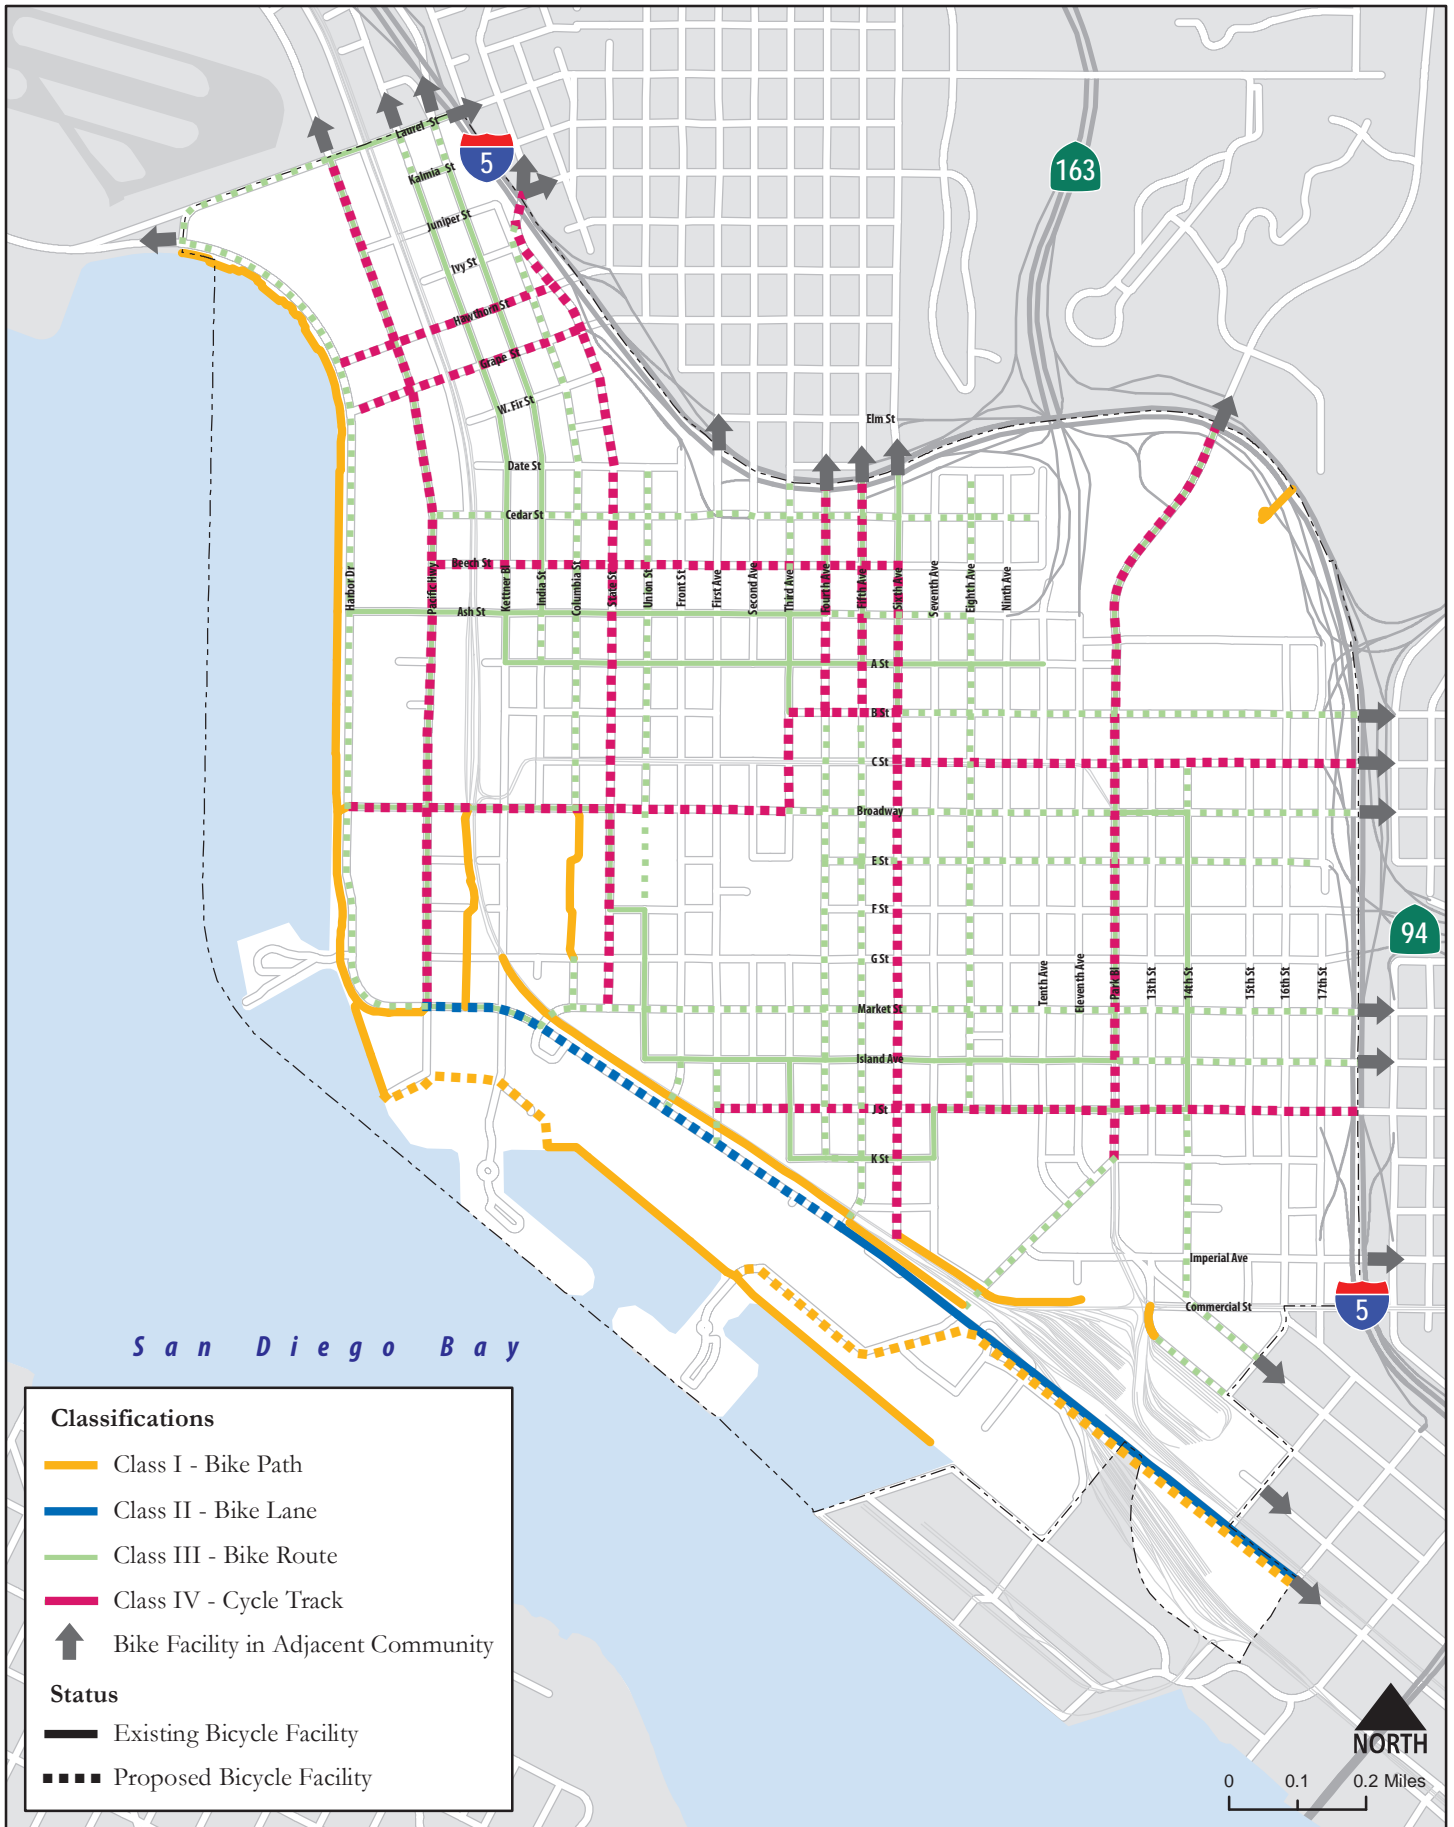 Laurel St
Kalmia St
Juniper St
Ivy St
Hawthorn St
Grape St
W. Fir St
5
163
Elm St
Date St
Cedar St
Beech St
Ash St
Harbor Dr
Pacific Hwy
Kettner Bl
India St
Columbia St
State St
Union St
Front St
First Ave
Second Ave
Third Ave
Fourth Ave
Fifth Ave
Sixth Ave
Seventh Ave
Eighth Ave
Ninth Ave
A St
B St
C St
Broadway
E St
F St
G St
Market St
Island Ave
J St
K St
Tenth Ave
Eleventh Ave
Park Bl
13th St
14th St
15th St
16th St
17th St
94
Imperial Ave
Commercial St
5
San Diego Bay
Classifications
Class I - Bike Path
Class II - Bike Lane
Class III - Bike Route
Class IV - Cycle Track
Bike Facility in Adjacent Community
Status
Existing Bicycle Facility
Proposed Bicycle Facility
NORTH
0 0.1 0.2 Miles